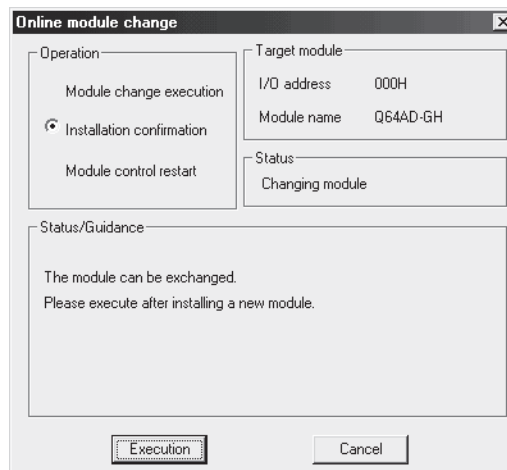 Online module change
Operation
Module change execution
Installation confirmation
Module control restart
Target module
I/O address 000H
Module name Q64AD-GH
Status
Changing module
Status/Guidance
The module can be exchanged.
Please execute after installing a new module.
Execution Cancel